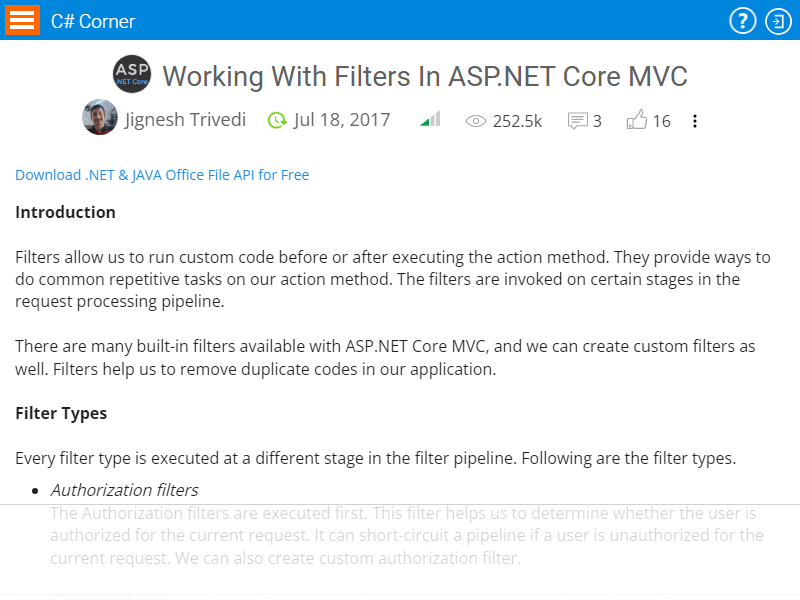 C# Corner
ASP
.NET Core
Working With Filters In ASP.NET Core MVC
Jignesh Trivedi Jul 18, 2017 252.5k 3 16
Download .NET & JAVA Office File API for Free
Introduction
Filters allow us to run custom code before or after executing the action method. They provide ways to
do common repetitive tasks on our action method. The filters are invoked on certain stages in the
request processing pipeline.
There are many built-in filters available with ASP.NET Core MVC, and we can create custom filters as
well. Filters help us to remove duplicate codes in our application.
Filter Types
Every filter type is executed at a different stage in the filter pipeline. Following are the filter types.
• Authorization filters
The Authorization filters are executed first. This filter helps us to determine whether the user is
authorized for the current request. It can short-circuit a pipeline if a user is unauthorized for the
current request. We can also create custom authorization filter.